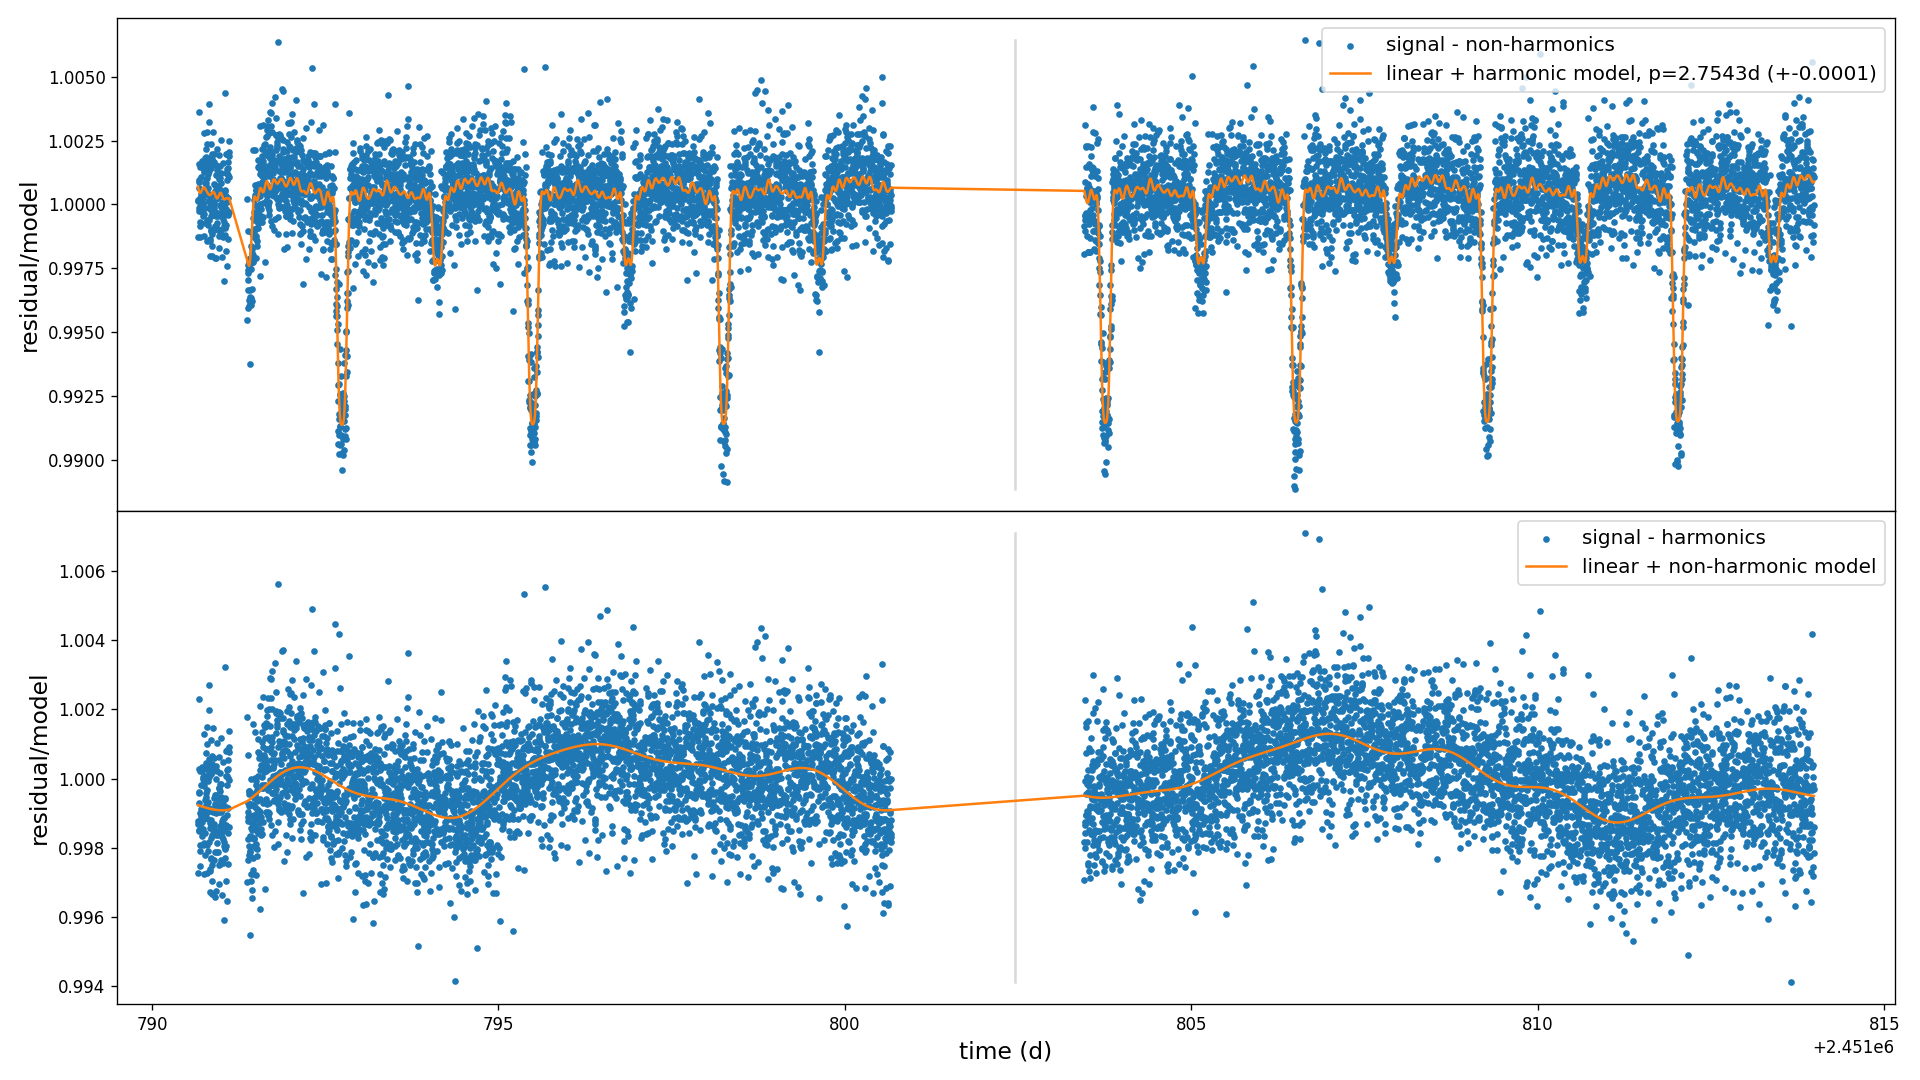 signal - non-harmonics
linear + harmonic model, p=2.7543d (+-0.0001)
residual/model
1.0050
1.0025
1.0000
0.9975
0.9950
0.9925
0.9900
signal - harmonics
linear + non-harmonic model
residual/model
1.006
1.004
1.002
1.000
0.998
0.996
0.994
790 795 800 805 810 815
time (d)
+2.451e6